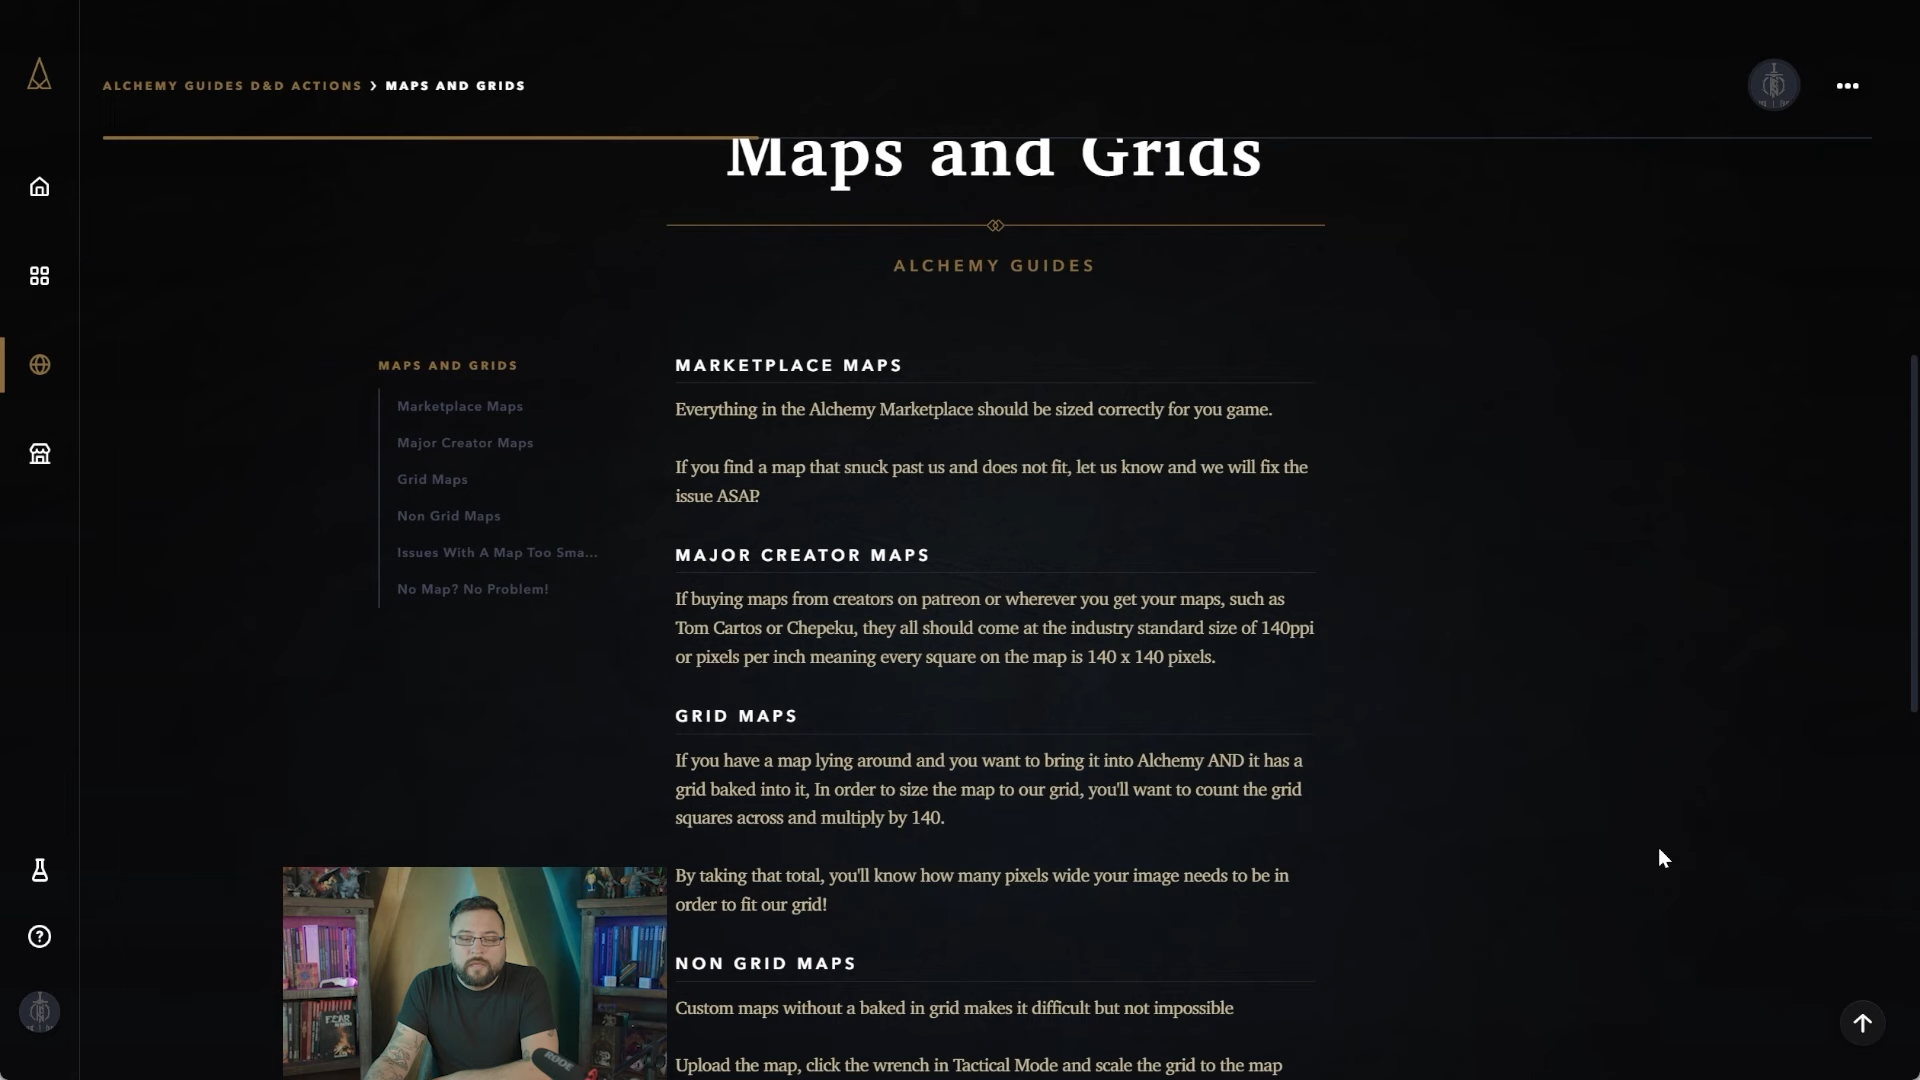 ALCHEMY GUIDES D&D ACTIONS > MAPS AND GRIDS
Maps and Grids
ALCHEMY GUIDES
MAPS AND GRIDS
Marketplace Maps
Major Creator Maps
Grid Maps
Non Grid Maps
Issues With A Map Too Sma...
No Map? No Problem!
MARKETPLACE MAPS
Everything in the Alchemy Marketplace should be sized correctly for you game.
If you find a map that snuck past us and does not fit, let us know and we will fix the
issue ASAP.
MAJOR CREATOR MAPS
If buying maps from creators on patreon or wherever you get your maps, such as
Tom Cartos or Chepeku, they all should come at the industry standard size of 140ppi
or pixels per inch meaning every square on the map is 140 x 140 pixels.
GRID MAPS
If you have a map lying around and you want to bring it into Alchemy AND it has a
grid baked into it, In order to size the map to our grid, you'll want to count the grid
squares across and multiply by 140.
By taking that total, you'll know how many pixels wide your image needs to be in
order to fit our grid!
NON GRID MAPS
Custom maps without a baked in grid makes it difficult but not impossible
Upload the map, click the wrench in Tactical Mode and scale the grid to the map
FEAR
RODE